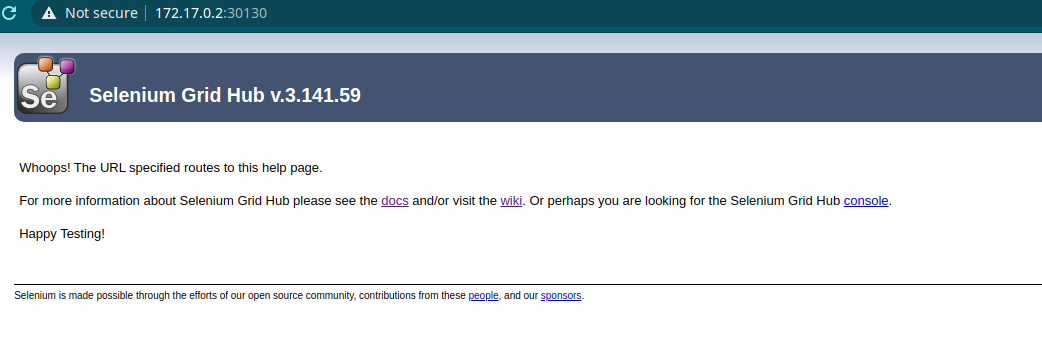 Not secure 172.17.0.2:30130
Se
Selenium Grid Hub v.3.141.59
Whoops! The URL specified routes to this help page.
For more information about Selenium Grid Hub please see the docs and/or visit the wiki. Or perhaps you are looking for the Selenium Grid Hub console.
Happy Testing!
Selenium is made possible through the efforts of our open source community, contributions from these people, and our sponsors.